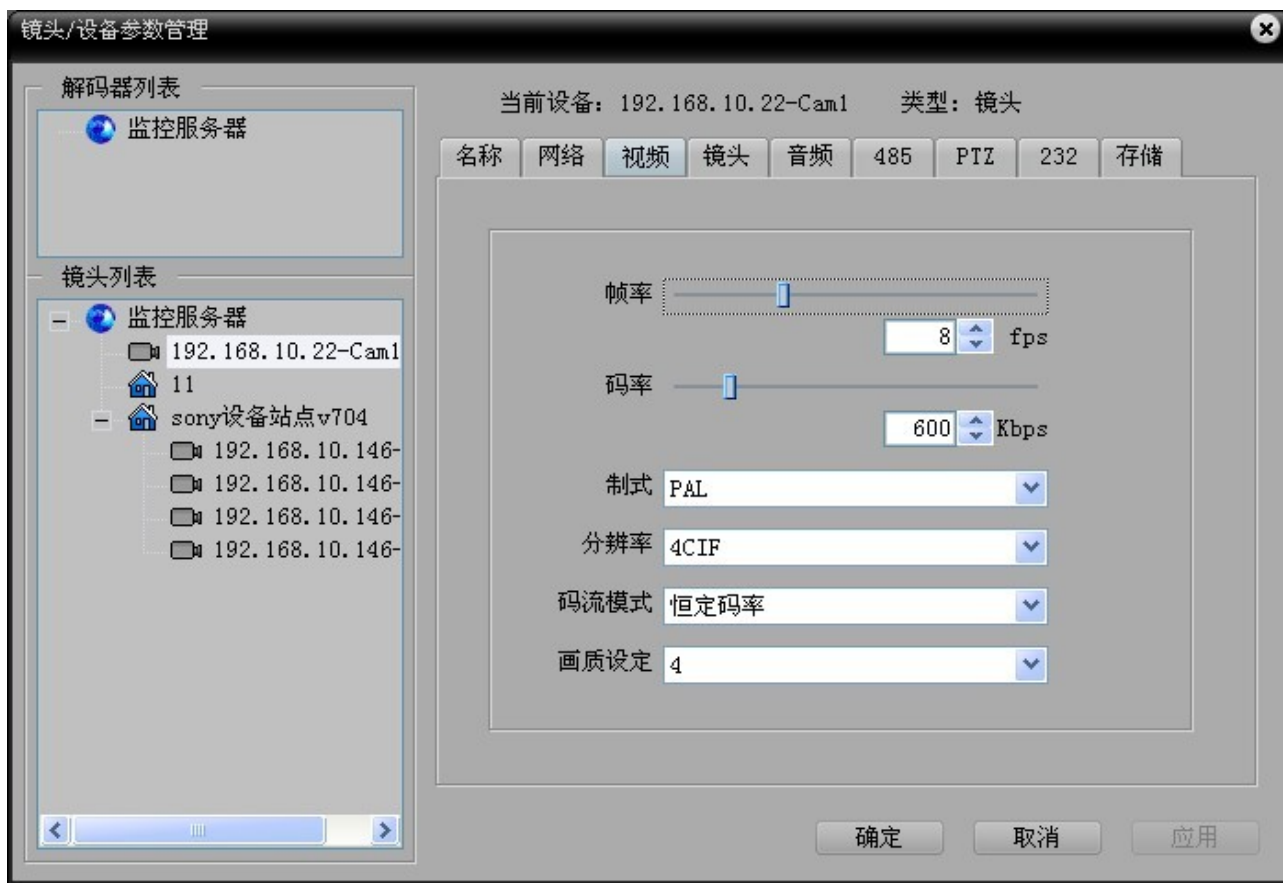 镜头/设备参数管理
解码器列表
监控服务器
镜头列表
监控服务器
192.168.10.22-Cam1
11
sony设备站点v704
192.168.10.146-
192.168.10.146-
192.168.10.146-
192.168.10.146-
当前设备: 192.168.10.22-Cam1 类型: 镜头
名称 网络 视频 镜头 音频 485 PTZ 232 存储
帧率
8 fps
码率
600 Kbps
制式 PAL
分辨率 4CIF
码流模式 恒定码率
画质设定 4
确定 取消 应用